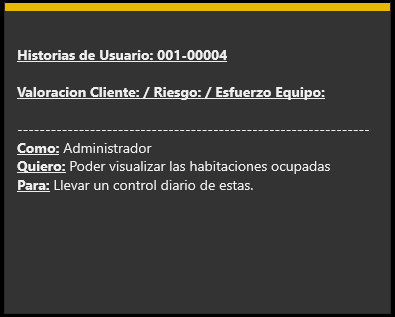 Historias de Usuario: 001-00004
Valoracion Cliente: / Riesgo: / Esfuerzo Equipo:
----------------------------------------------------------------
Como: Administrador
Quiero: Poder visualizar las habitaciones ocupadas
Para: Llevar un control diario de estas.